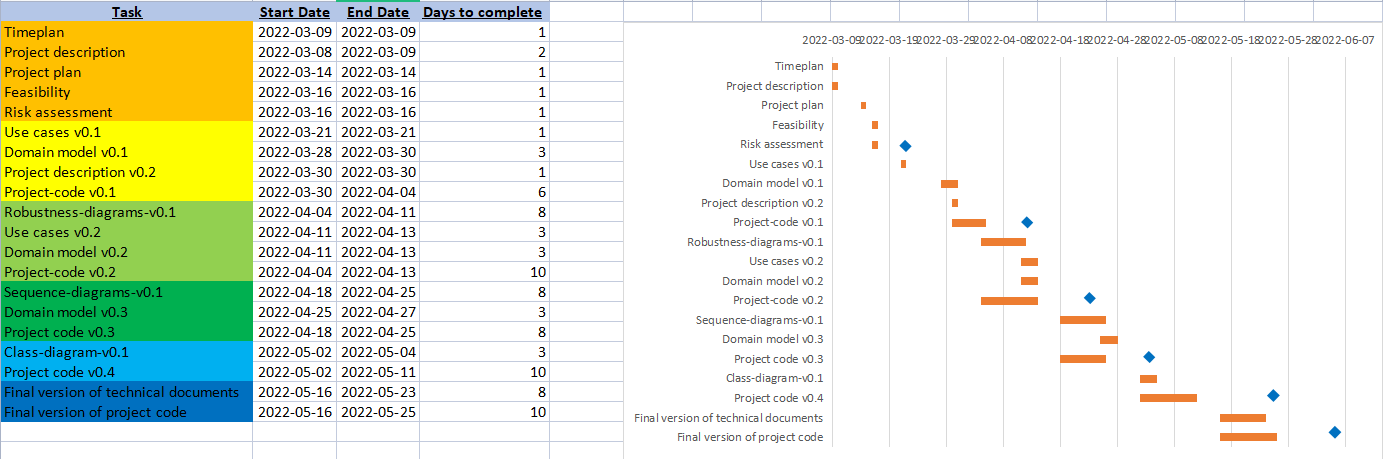 Task Start Date End Date Days to complete
Timeplan 2022-03-09 2022-03-09 1
Project description 2022-03-08 2022-03-09 2
Project plan 2022-03-14 2022-03-14 1
Feasibility 2022-03-16 2022-03-16 1
Risk assessment 2022-03-16 2022-03-16 1
Use cases v0.1 2022-03-21 2022-03-21 1
Domain model v0.1 2022-03-28 2022-03-30 3
Project description v0.2 2022-03-30 2022-03-30 1
Project-code v0.1 2022-03-30 2022-04-04 6
Robustness-diagrams-v0.1 2022-04-04 2022-04-11 8
Use cases v0.2 2022-04-11 2022-04-13 3
Domain model v0.2 2022-04-11 2022-04-13 3
Project-code v0.2 2022-04-04 2022-04-13 10
Sequence-diagrams-v0.1 2022-04-18 2022-04-25 8
Domain model v0.3 2022-04-25 2022-04-27 3
Project code v0.3 2022-04-18 2022-04-25 8
Class-diagram-v0.1 2022-05-02 2022-05-04 3
Project code v0.4 2022-05-02 2022-05-11 10
Final version of technical documents 2022-05-16 2022-05-23 8
Final version of project code 2022-05-16 2022-05-25 10
2022-03-09 2022-03-19 2022-03-29 2022-04-08 2022-04-18 2022-04-28 2022-05-08 2022-05-18 2022-05-28 2022-06-07
Timeplan
Project description
Project plan
Feasibility
Risk assessment
Use cases v0.1
Domain model v0.1
Project description v0.2
Project-code v0.1
Robustness-diagrams-v0.1
Use cases v0.2
Domain model v0.2
Project-code v0.2
Sequence-diagrams-v0.1
Domain model v0.3
Project code v0.3
Class-diagram-v0.1
Project code v0.4
Final version of technical documents
Final version of project code